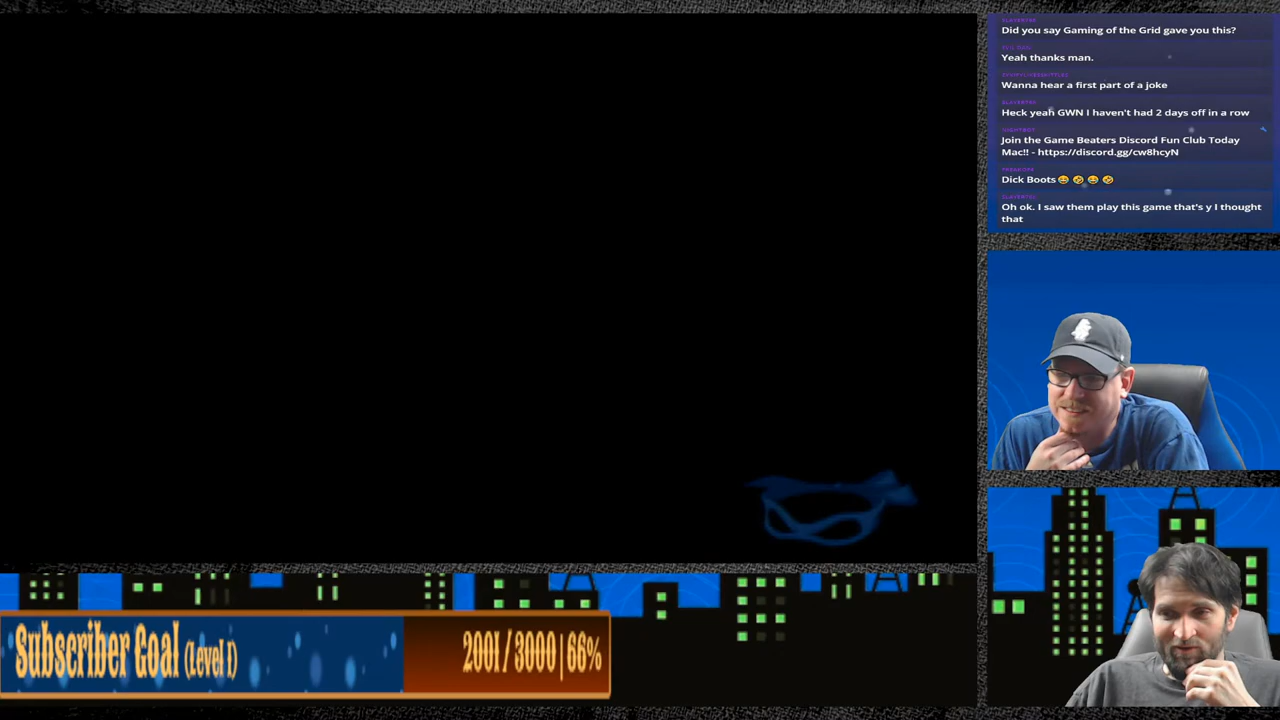 Did you say Gaming of the Grid gave you this?
Yeah thanks man.
Wanna hear a first part of a joke
Heck yeah GWN I haven't had 2 days off in a row
NIGHTBOT
Join the Game Beaters Discord Fun Club Today
Mac!! - https://discord.gg/cw8hcyN
Dick Boots😂 🤣 😂 🤣
Oh ok. I saw them play this game that's y I thought
that
Subscriber Goal (Level 1)
2001 / 3000 | 66%